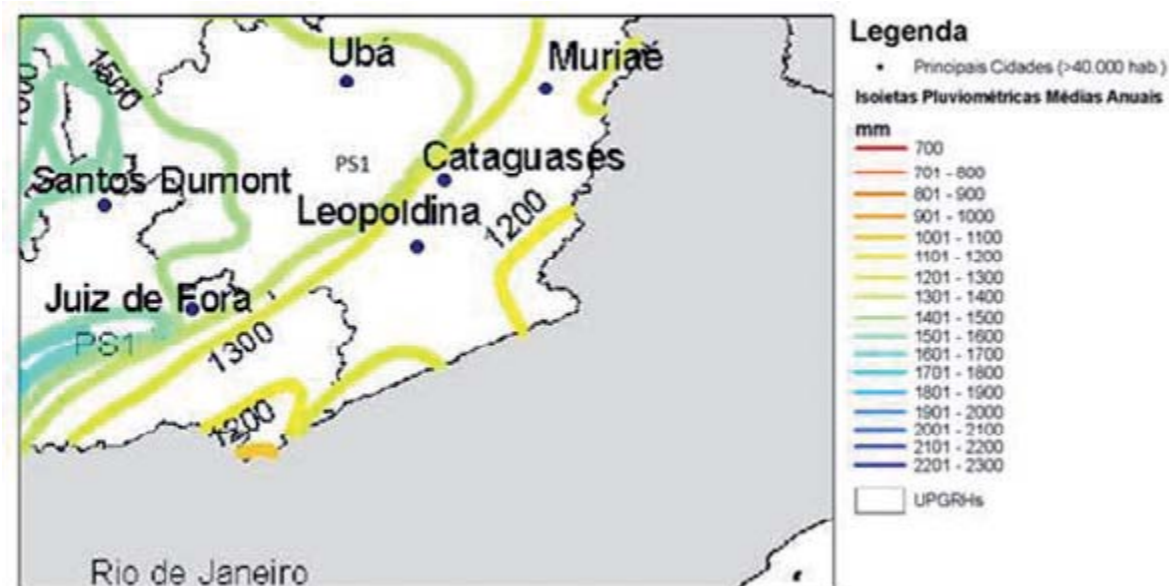 Ubá
Muriaé
1500
PS1
Cataguases
Santos Dumont
Leopoldina
1200
Juiz de Fora
PS1
1300
1200
Rio de Janeiro
Legenda
Principais Cidades (>40.000 hab.)
Isoietas Pluviométricas Médias Anuais
mm
700
701 - 800
801 - 900
901 - 1000
1001 - 1100
1101 - 1200
1201 - 1300
1301 - 1400
1401 - 1500
1501 - 1600
1601 - 1700
1701 - 1800
1801 - 1900
1901 - 2000
2001 - 2100
2101 - 2200
2201 - 2300
UPGRHs